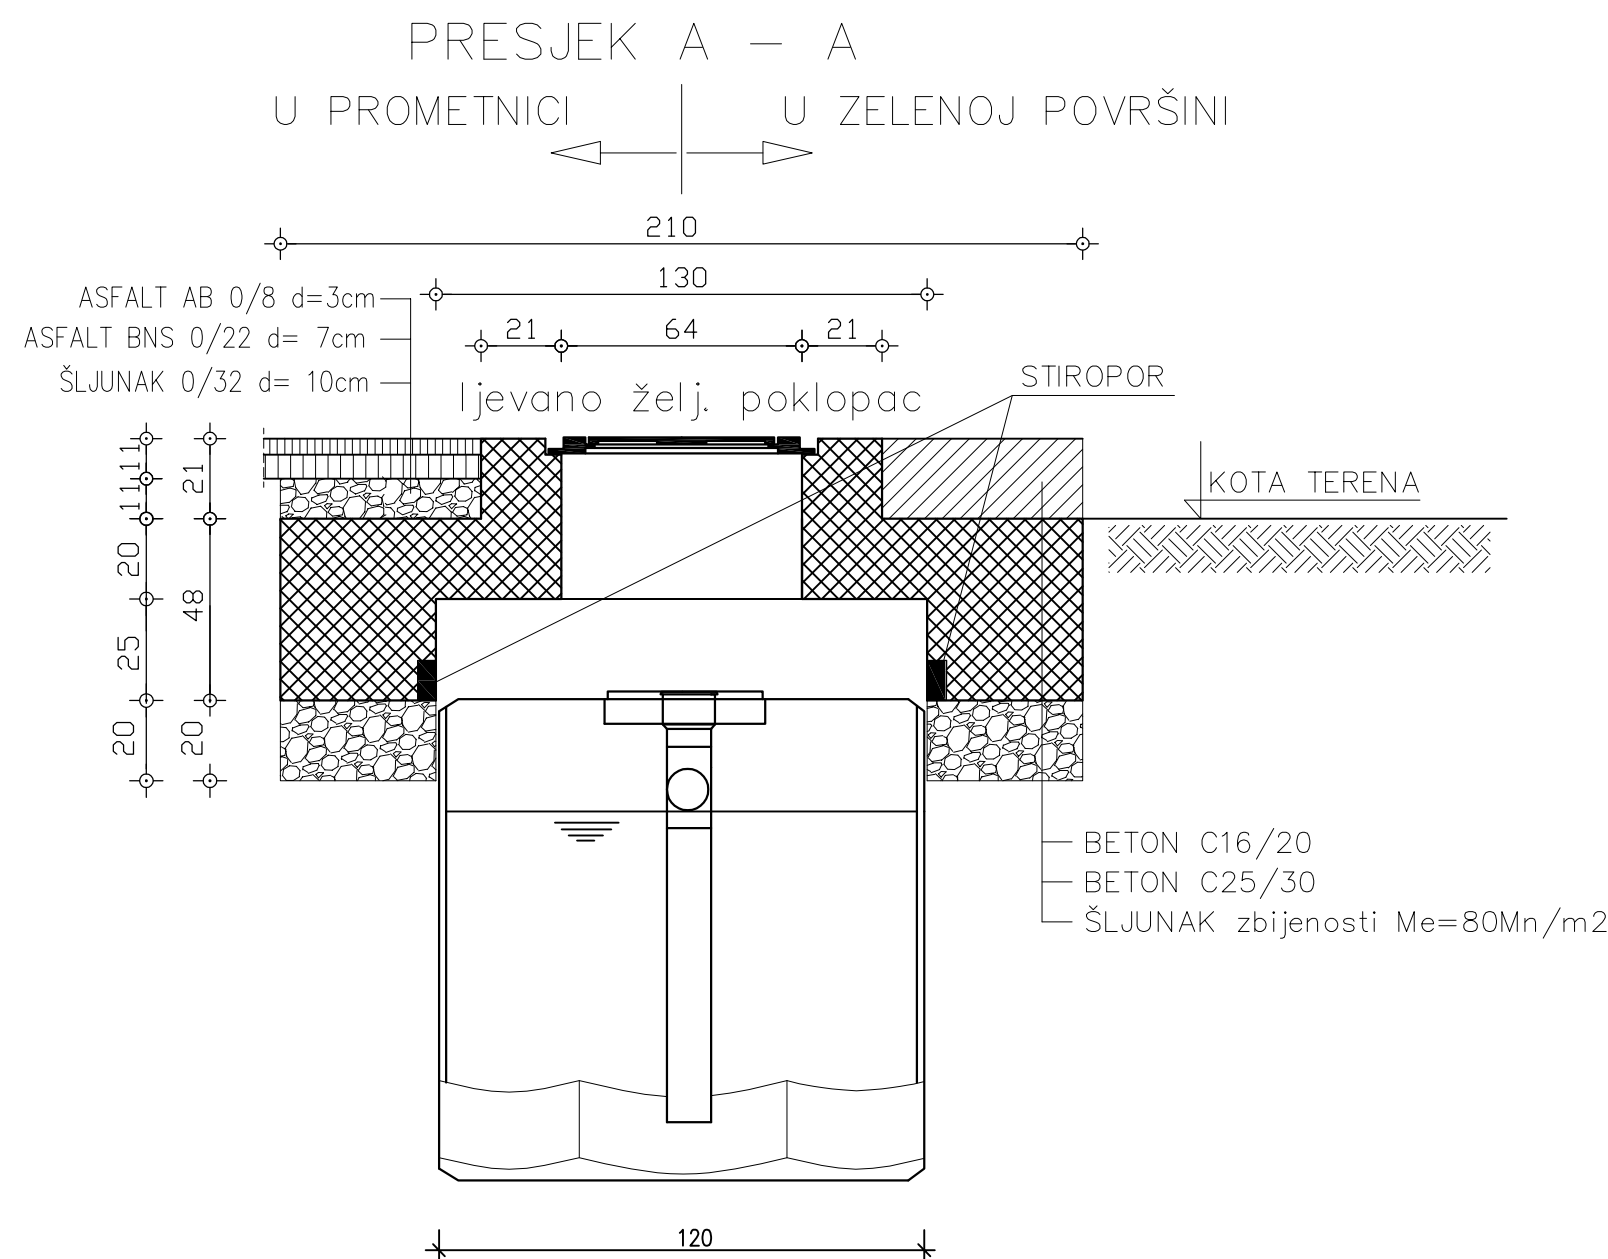 PRESJEK A – A
U PROMETNICI
U ZELENOJ POVRŠINI
210
130
21
64
21
ASFALT AB 0/8 d=3cm
ASFALT BNS 0/22 d= 7cm
ŠLJUNAK 0/32 d= 10cm
ljevano želj. poklopac
STIROPOR
KOTA TERENA
11
11
20
25
20
21
48
20
BETON C16/20
BETON C25/30
ŠLJUNAK zbijenosti Me=80Mn/m2
120